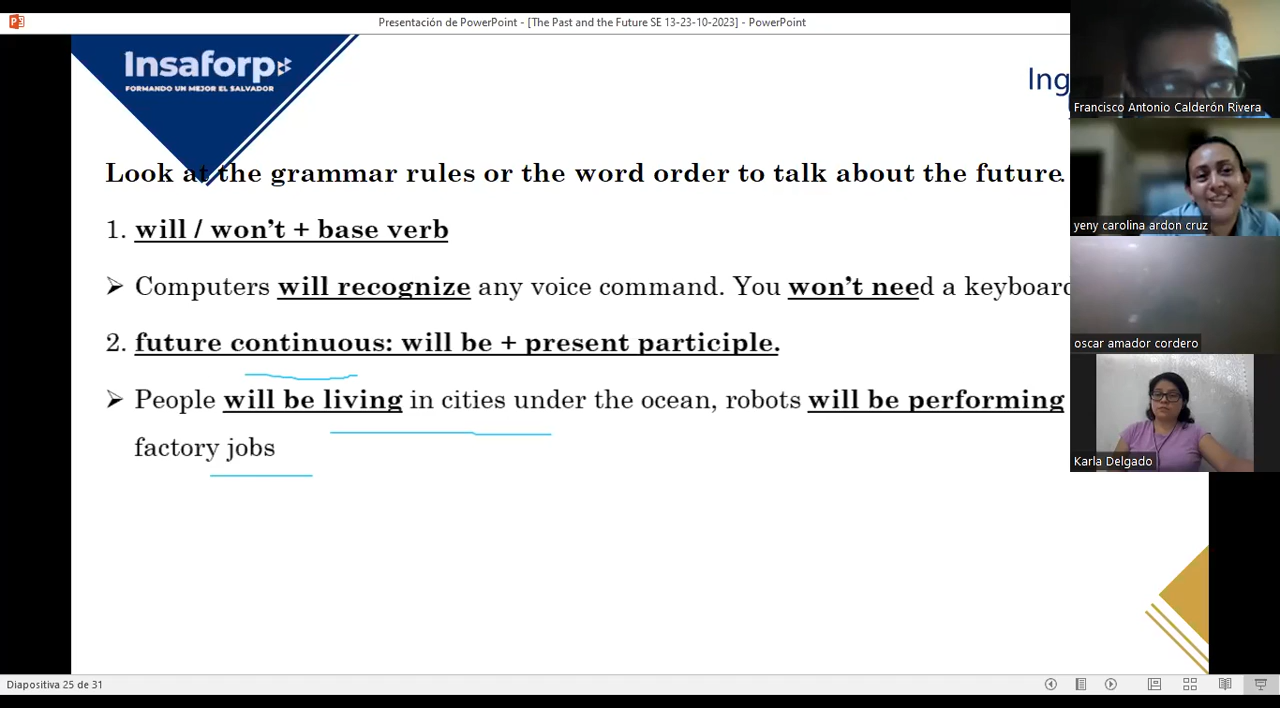 Presentación de PowerPoint - [The Past and the Future SE 13-23-10-2023] - PowerPoint
Insaforp
FORMANDO UN MEJOR EL SALVADOR
Ing
Look at the grammar rules or the word order to talk about the future.
1. will / won’t + base verb
➢ Computers will recognize any voice command. You won’t need a keyboard
2. future continuous: will be + present participle.
➢ People will be living in cities under the ocean, robots will be performing
factory jobs
Francisco Antonio Calderón Rivera
yeny carolina ardon cruz
oscar amador cordero
Karla Delgado
Diapositiva 25 de 31